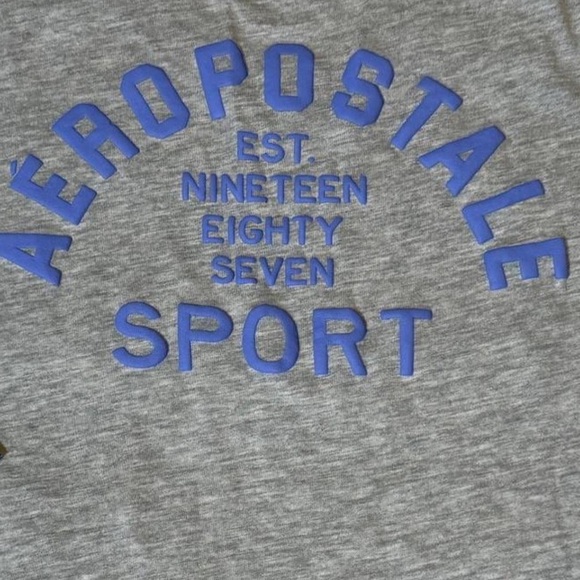 AÉROPOSTALE
EST.
NINETEEN
EIGHTY
SEVEN
SPORT